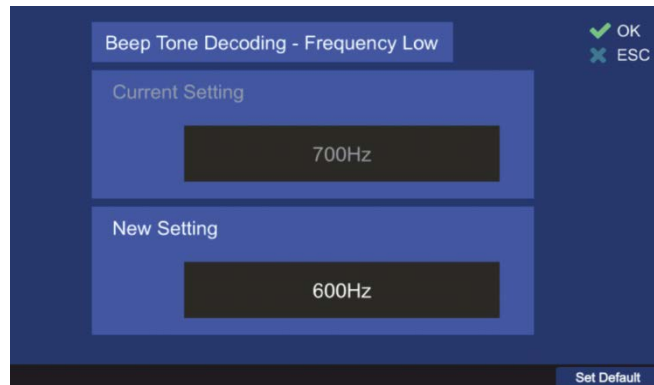 Beep Tone Decoding - Frequency Low
OK
ESC
Current Setting
700Hz
New Setting
600Hz
Set Default